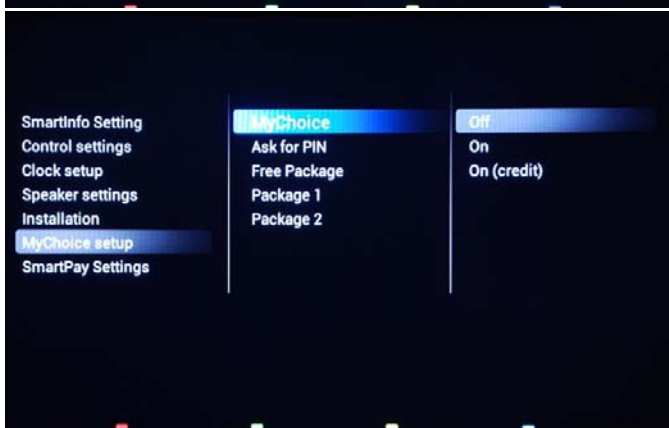 SmartInfo Setting
Control settings
Clock setup
Speaker settings
Installation
MyChoice setup
SmartPay Settings
MyChoice
Ask for PIN
Free Package
Package 1
Package 2
Off
On
On (credit)